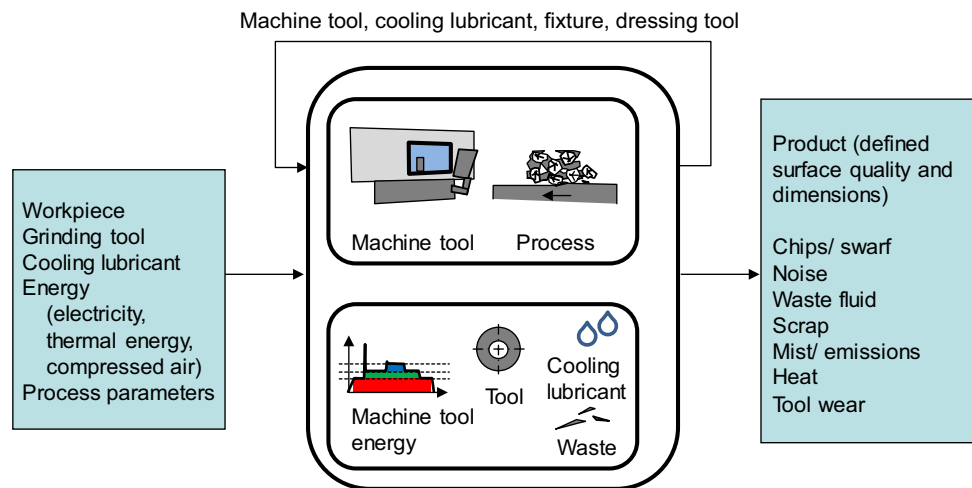 Machine tool, cooling lubricant, fixture, dressing tool
Workpiece
Grinding tool
Cooling lubricant
Energy
(electricity,
thermal energy,
compressed air)
Process parameters
Machine tool
Process
Machine tool
energy
Tool
Cooling
lubricant
Waste
Product (defined
surface quality and
dimensions)
Chips/ swarf
Noise
Waste fluid
Scrap
Mist/ emissions
Heat
Tool wear